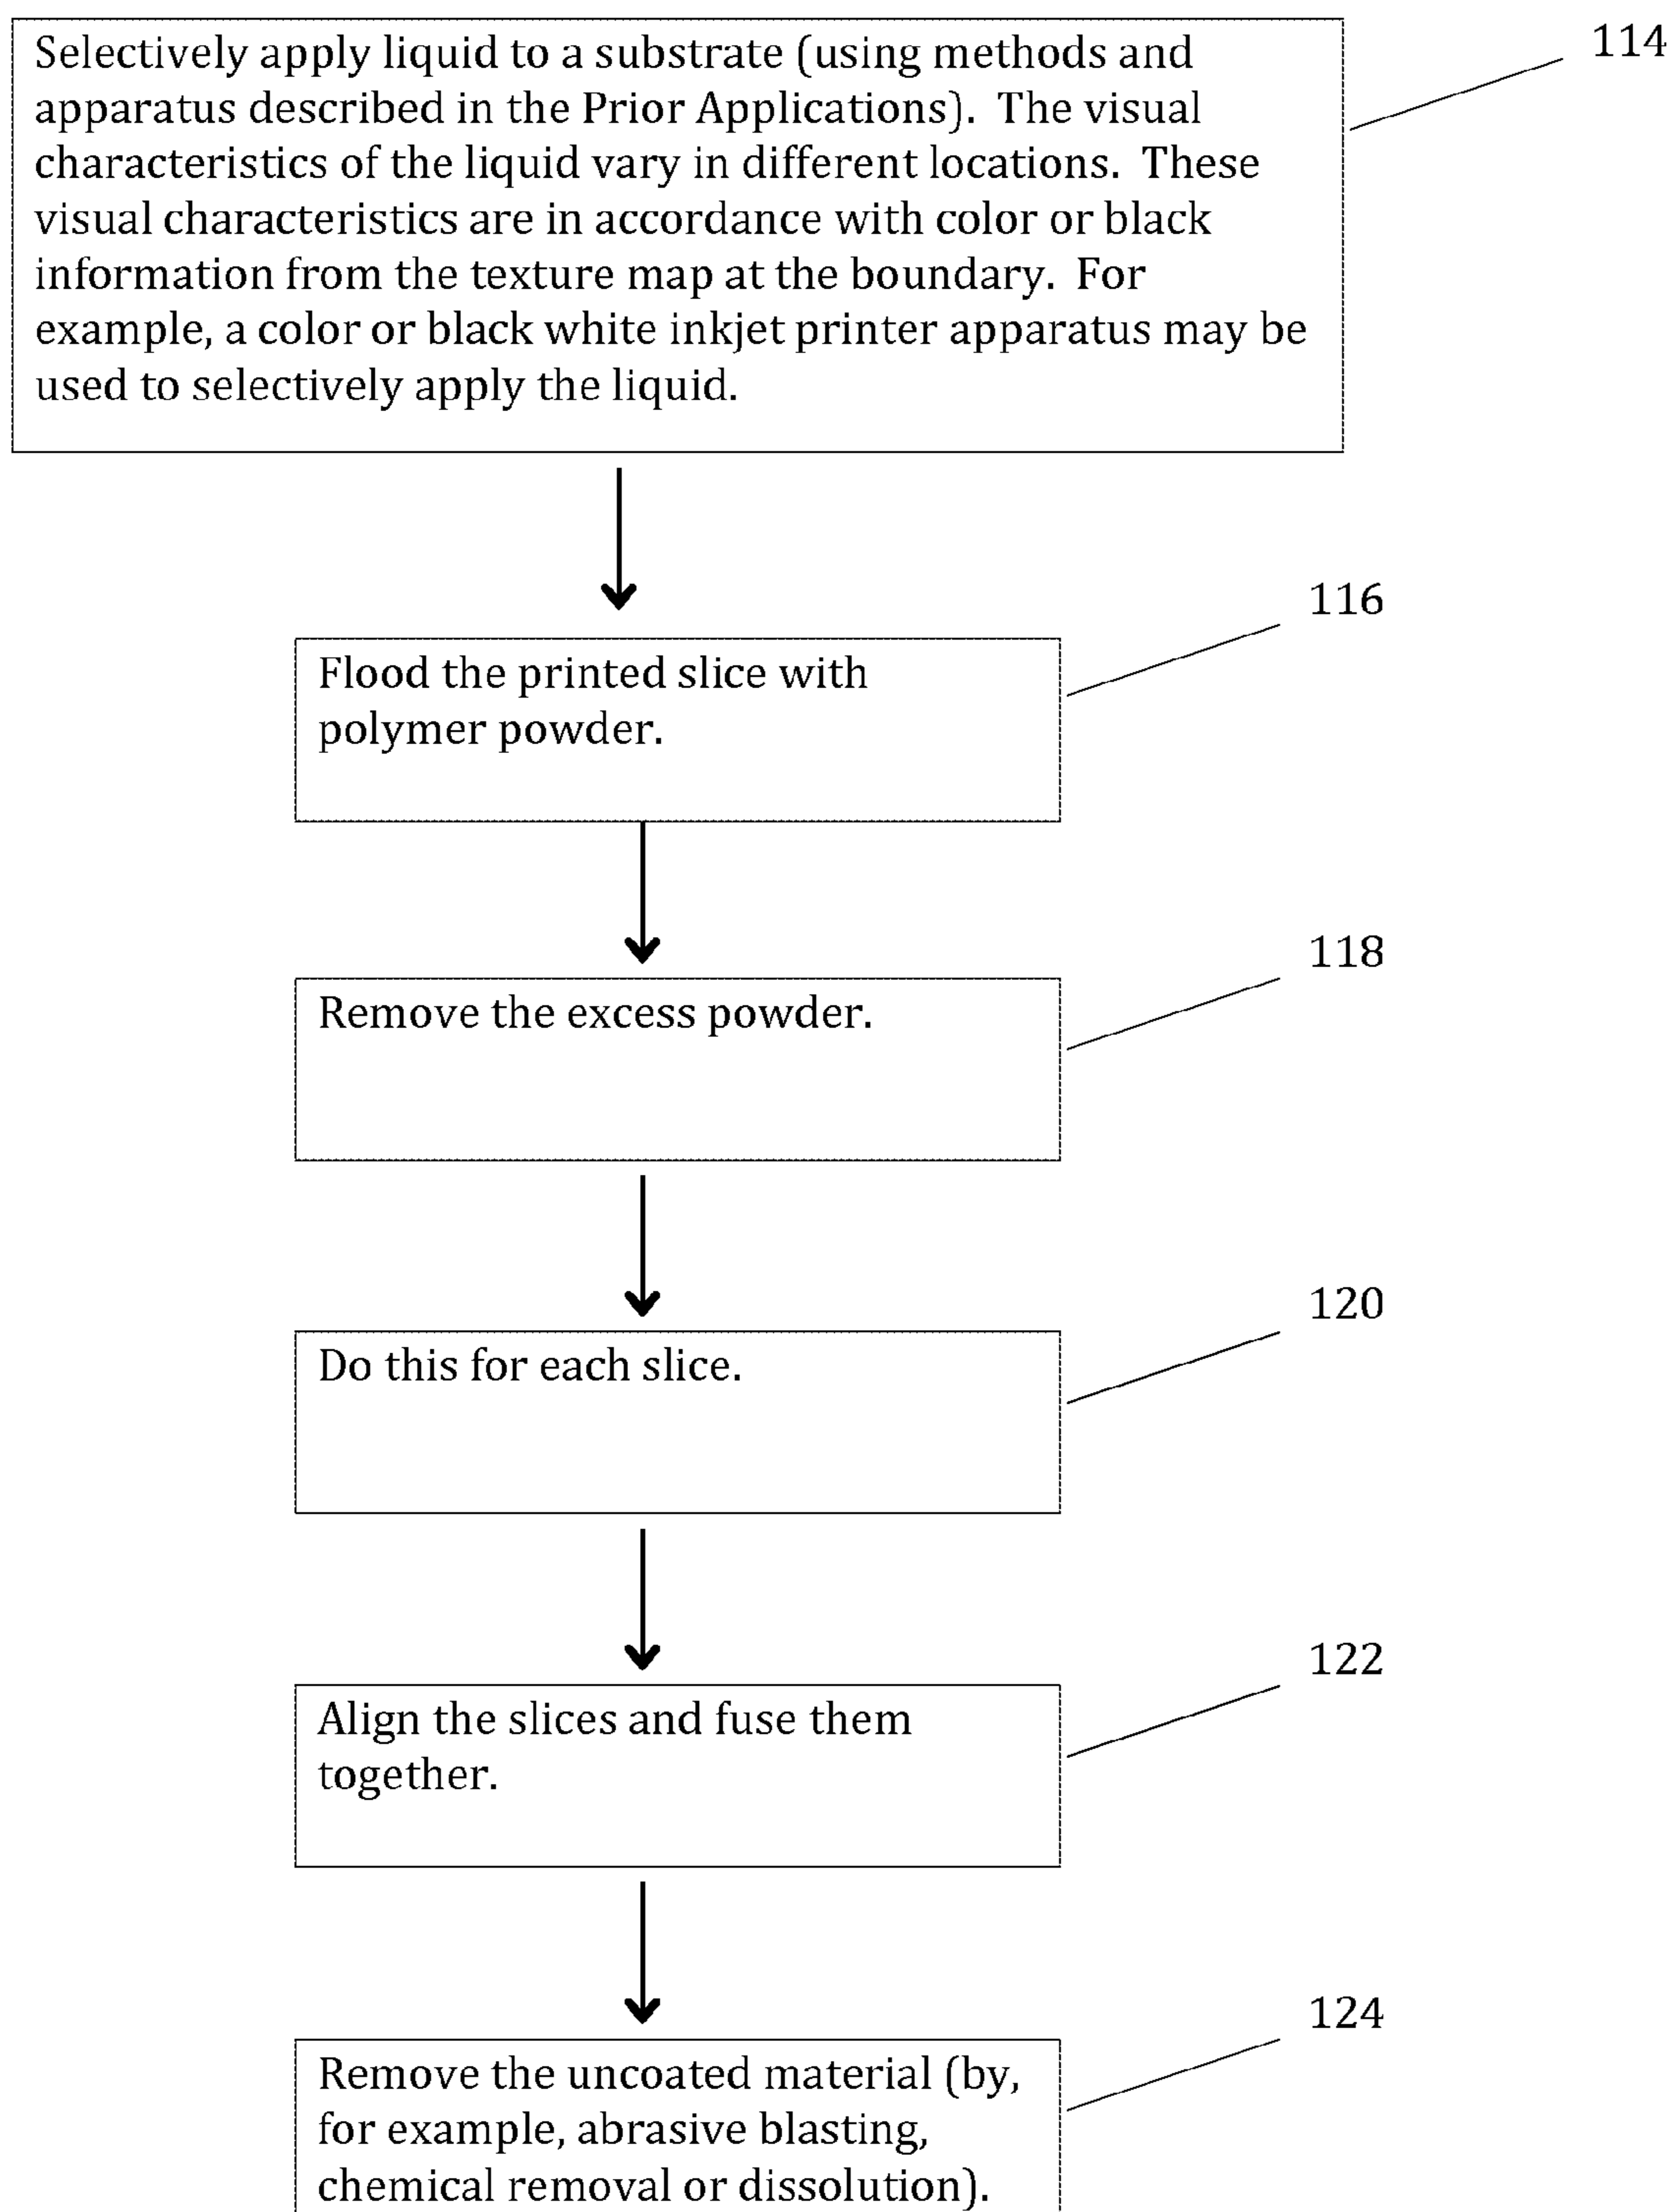 Selectively apply liquid to a substrate (using methods and
apparatus described in the Prior Applications).  The visual
characteristics of the liquid vary in different locations.  These
visual characteristics are in accordance with color or black
information from the texture map at the boundary.  For
example, a color or black white inkjet printer apparatus may be
used to selectively apply the liquid.
114
116
Flood the printed slice with
polymer powder.
118
Remove the excess powder.
120
Do this for each slice.
122
Align the slices and fuse them
together.
124
Remove the uncoated material (by,
for example, abrasive blasting,
chemical removal or dissolution).